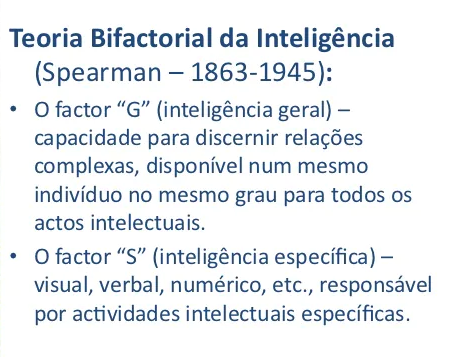 Teoria Bifactorial da Inteligência
(Spearman – 1863-1945):
• O factor “G” (inteligência geral) –
capacidade para discernir relações
complexas, disponível num mesmo
indivíduo no mesmo grau para todos os
actos intelectuais.
• O factor “S” (inteligência específica) –
visual, verbal, numérico, etc., responsável
por actividades intelectuais específicas.